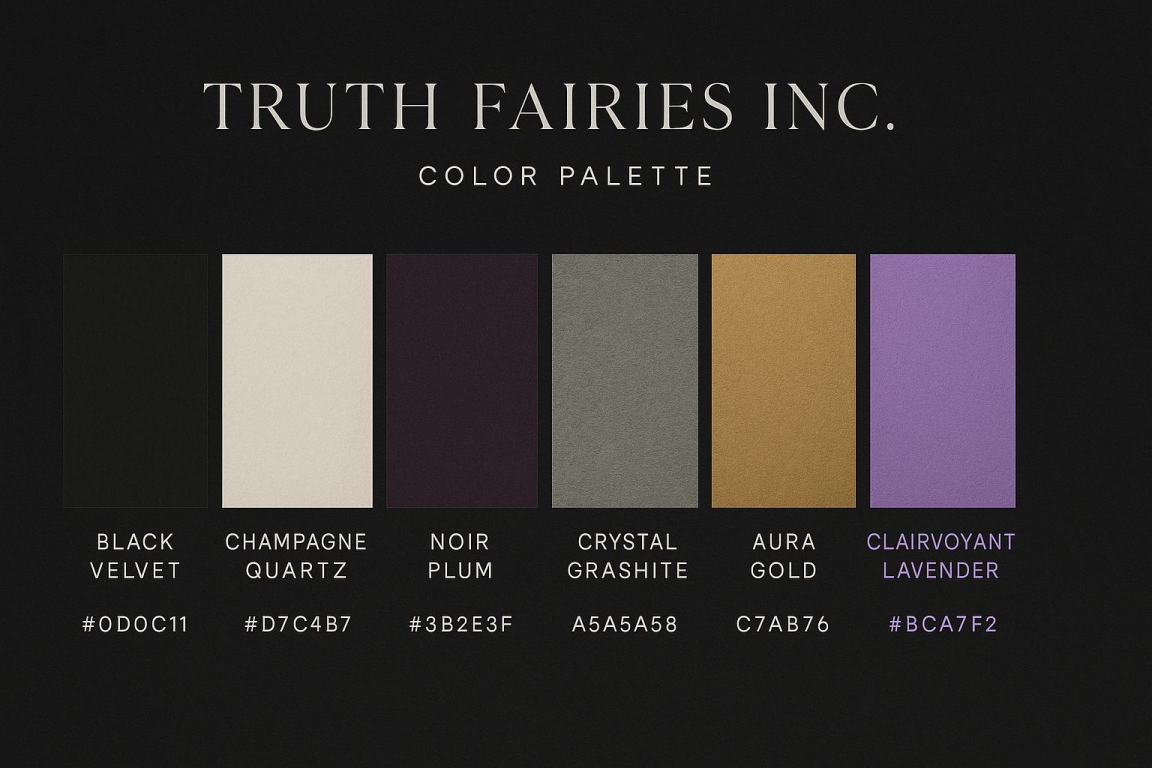 TRUTH FAIRIES INC.
COLOR PALETTE
BLACK
VELVET
#0D0C11
CHAMPAGNE
QUARTZ
#D7C4B7
NOIR
PLUM
#3B2E3F
CRYSTAL
GRASHITE
A5A5A58
AURA
GOLD
C7AB76
CLAIRVOYANT
LAVENDER
#BCA7F2